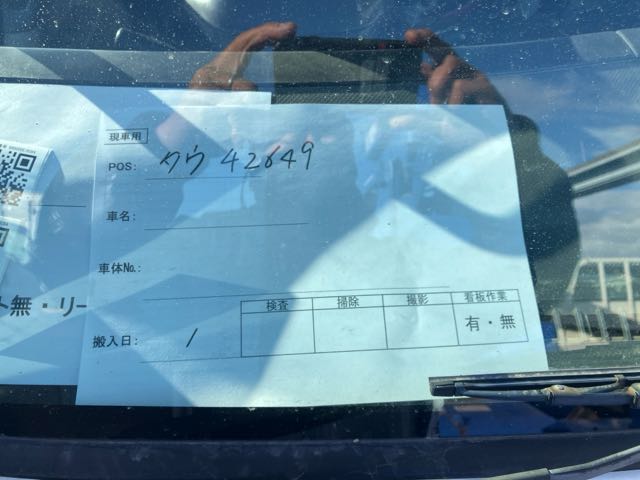 現車用
POS: クウ 42649
車名:
車体No.:
検査 掃除 撮影 看板作業
搬入日: / 有・無
ト無・リー